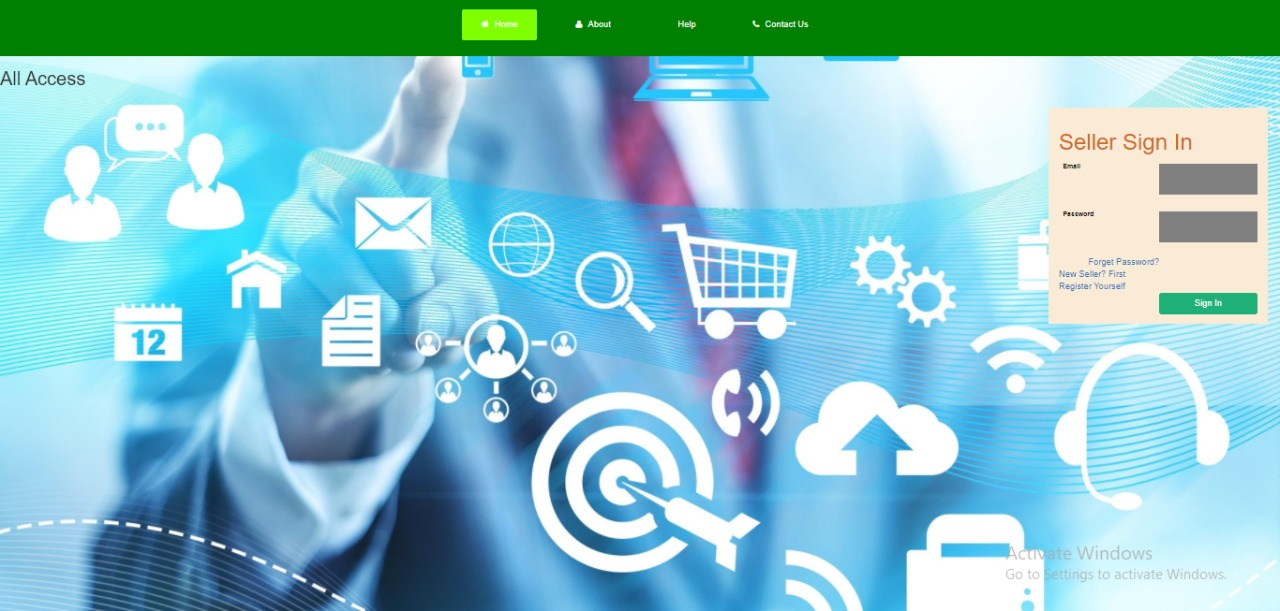 Home About Help Contact Us
All Access
Seller Sign In
Email
Password
Forget Password?
New Seller? First
Register Yourself
Sign In
12
Activate Windows
Go to Settings to activate Windows.